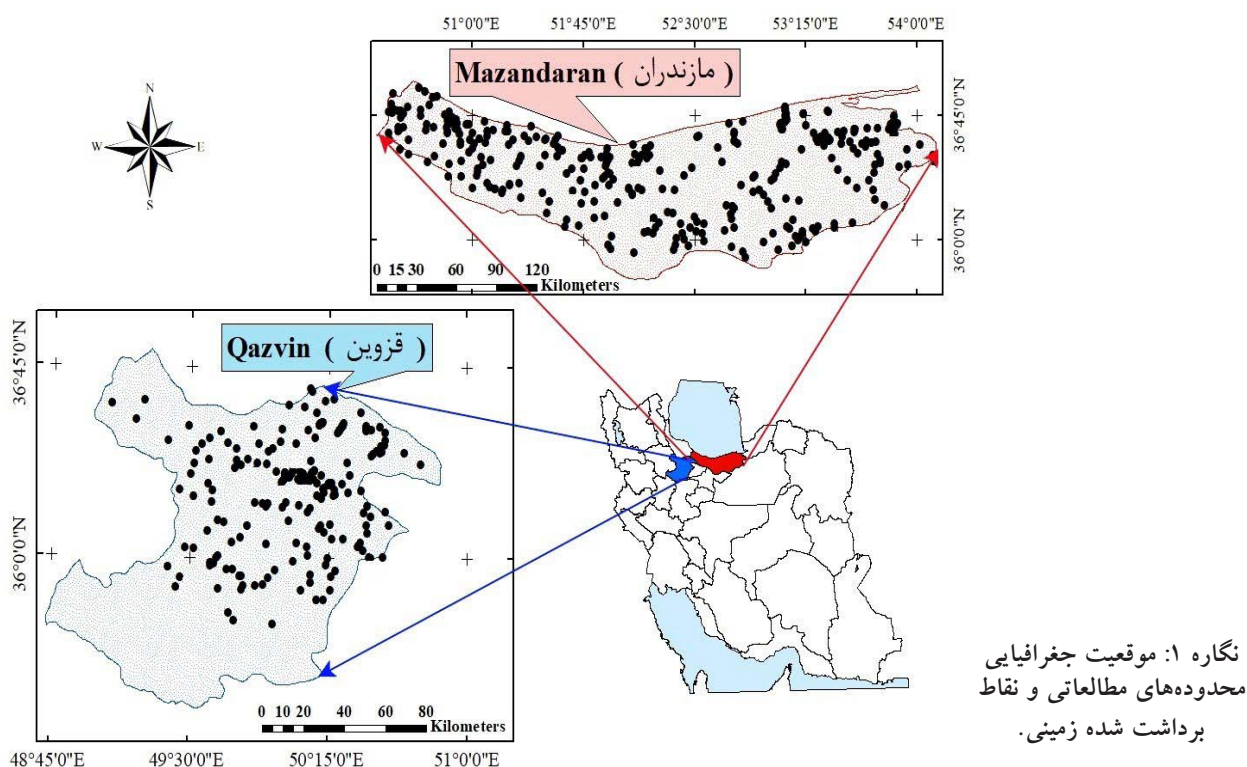 51°0'0"E 51°45'0"E 52°30'0"E 53°15'0"E 54°0'0"E
Mazandaran ( مازندران )
36°45'0"N
36°0'0"N
0 15 30 60 90 120
Kilometers
N
W E
S
Qazvin ( قزوین )
36°45'0"N
36°0'0"N
0 10 20 40 60 80
Kilometers
48°45'0"E 49°30'0"E 50°15'0"E 51°0'0"E
نگاره ۱: موقعیت جغرافیایی
محدوده‌های مطالعاتی و نقاط
برداشت شده زمینی.